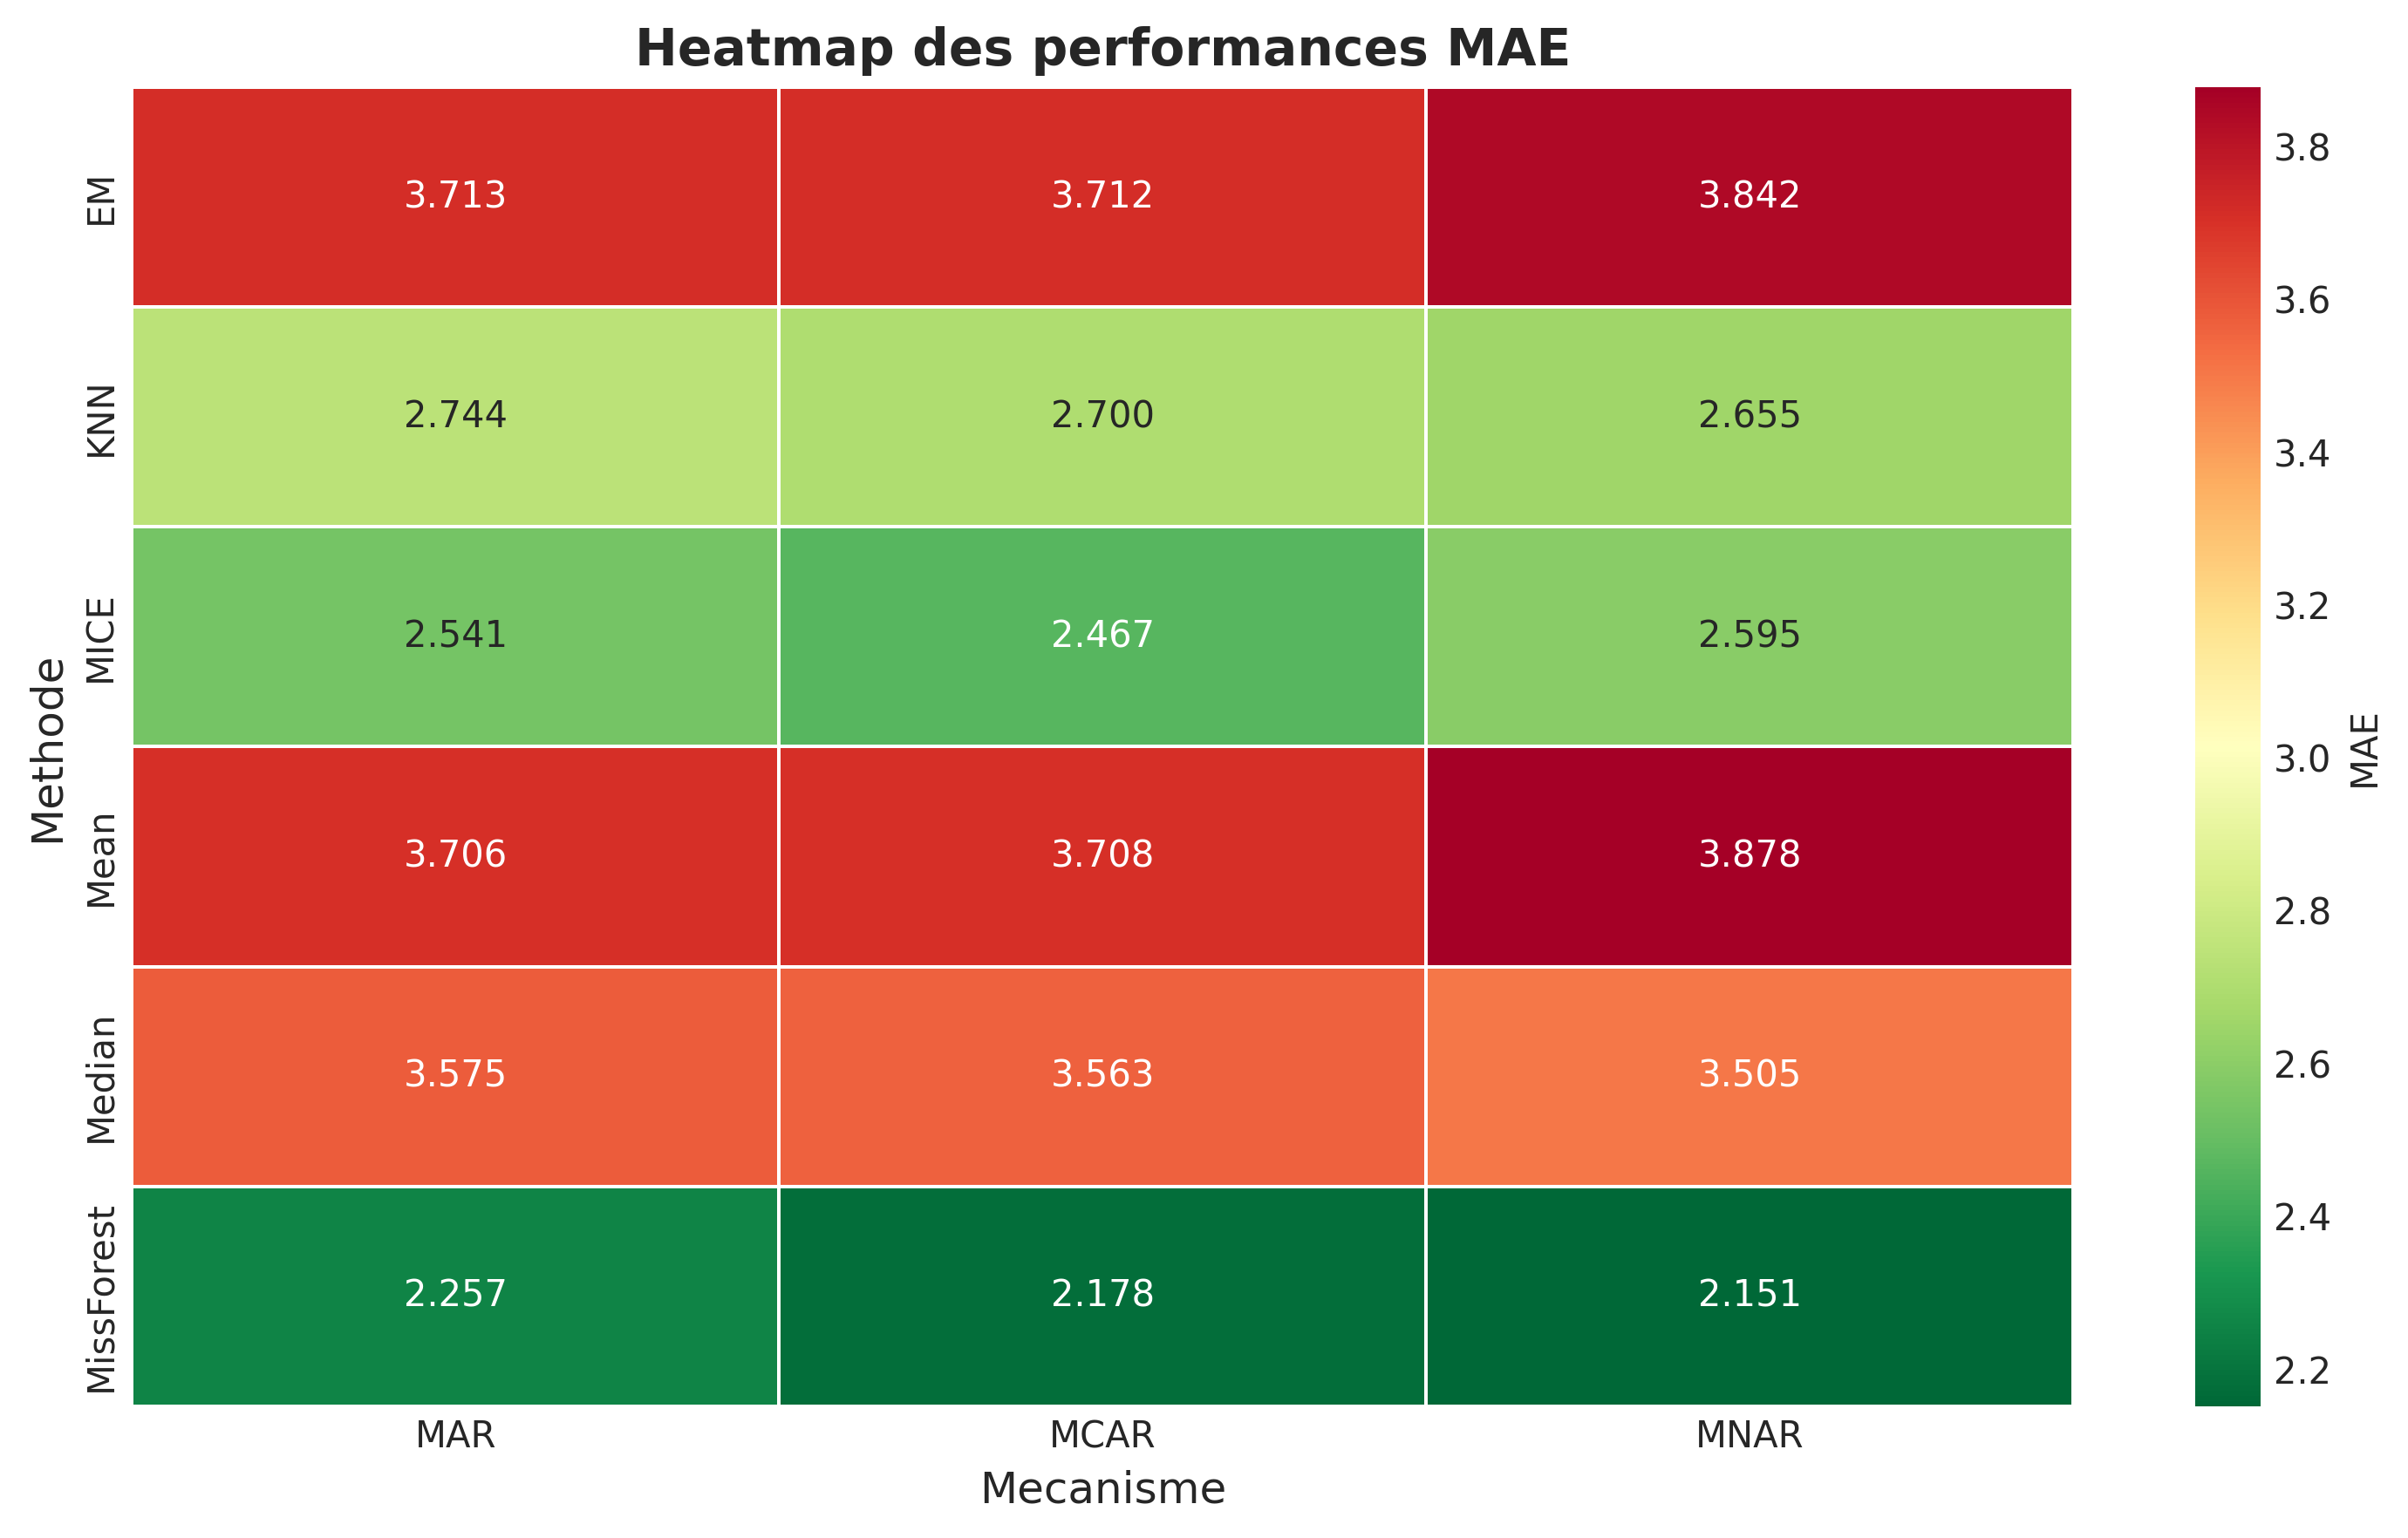 Heatmap des performances MAE
Methode
EM
3.713
3.712
3.842
KNN
2.744
2.700
2.655
MICE
2.541
2.467
2.595
Mean
3.706
3.708
3.878
Median
3.575
3.563
3.505
MissForest
2.257
2.178
2.151
MAR
MCAR
MNAR
Mecanisme
3.8
3.6
3.4
3.2
3.0
2.8
2.6
2.4
2.2
MAE